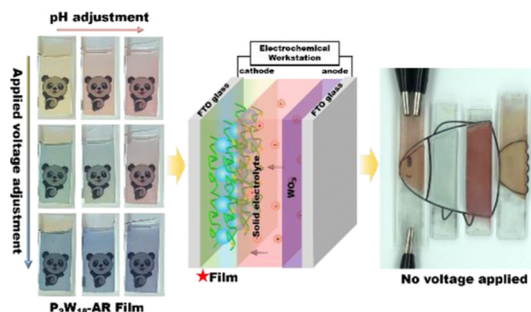 pH adjustment
Applied voltage adjustment
P₂W₁₈-AR Film
Electrochemical
Workstation
cathode
anode
FTO glass
Solid electrolyte
WO₃
FTO glass
★Film
No voltage applied